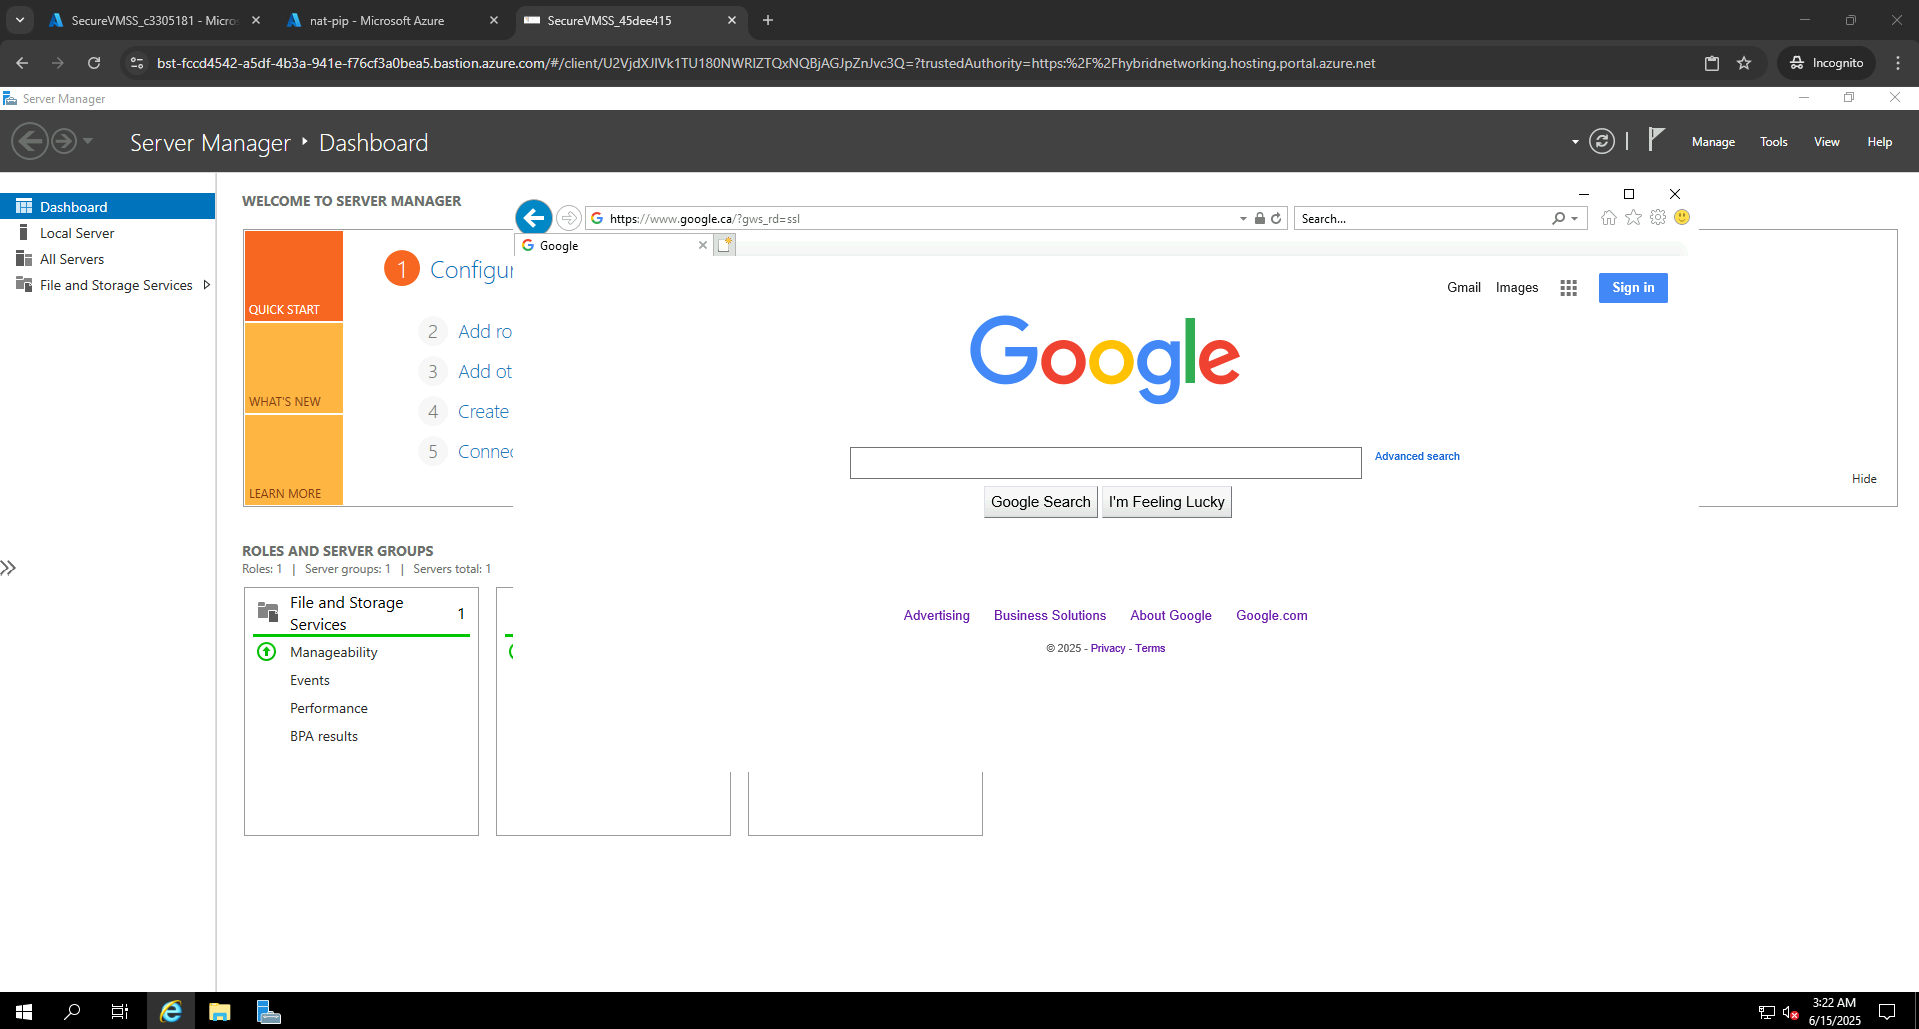 SecureVMSS_c3305181 - Micros
nat-pip - Microsoft Azure
SecureVMSS_45dee415
bst-fccd4542-a5df-4b3a-941e-f76cf3a0bea5.bastion.azure.com/#/client/U2VjdXJlVk1TU180NWRlZTQxNQBjAGJpZnJvc3Q=?trustedAuthority=https:%2F%2Fhybridnetworking.hosting.portal.azure.net
Incognito
Server Manager
Server Manager ‣ Dashboard
Manage
Tools
View
Help
Dashboard
Local Server
All Servers
File and Storage Services
WELCOME TO SERVER MANAGER
QUICK START
WHAT'S NEW
LEARN MORE
1 Configur
2 Add ro
3 Add ot
4 Create
5 Connec
Hide
https://www.google.ca/?gws_rd=ssl
Search...
Google
Gmail
Images
Sign in
Google
Advanced search
Google Search
I'm Feeling Lucky
Advertising
Business Solutions
About Google
Google.com
© 2025 - Privacy - Terms
ROLES AND SERVER GROUPS
Roles: 1 | Server groups: 1 | Servers total: 1
File and Storage
Services
1
Manageability
Events
Performance
BPA results
3:22 AM
6/15/2025